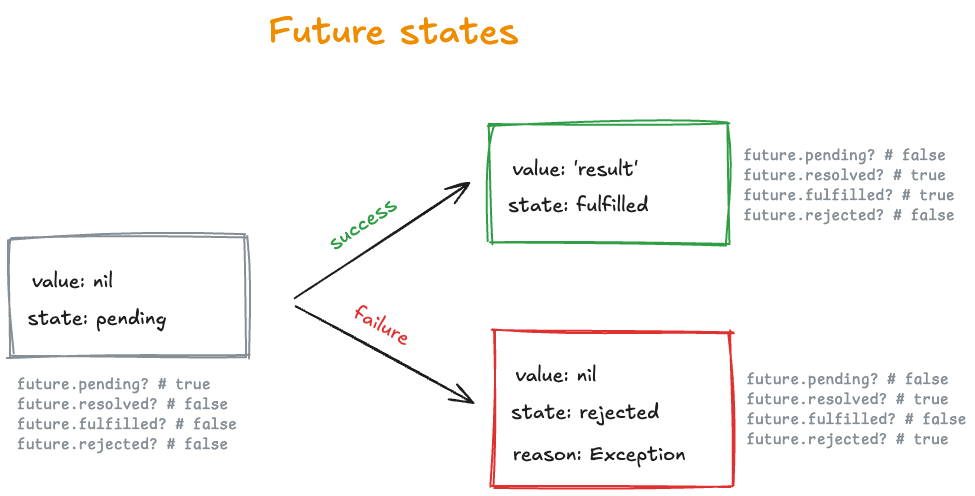 Future states
value: nil
state: pending
future.pending? # true
future.resolved? # false
future.fulfilled? # false
future.rejected? # false
success
failure
value: 'result'
state: fulfilled
future.pending? # false
future.resolved? # true
future.fulfilled? # true
future.rejected? # false
value: nil
state: rejected
reason: Exception
future.pending? # false
future.resolved? # true
future.fulfilled? # false
future.rejected? # true